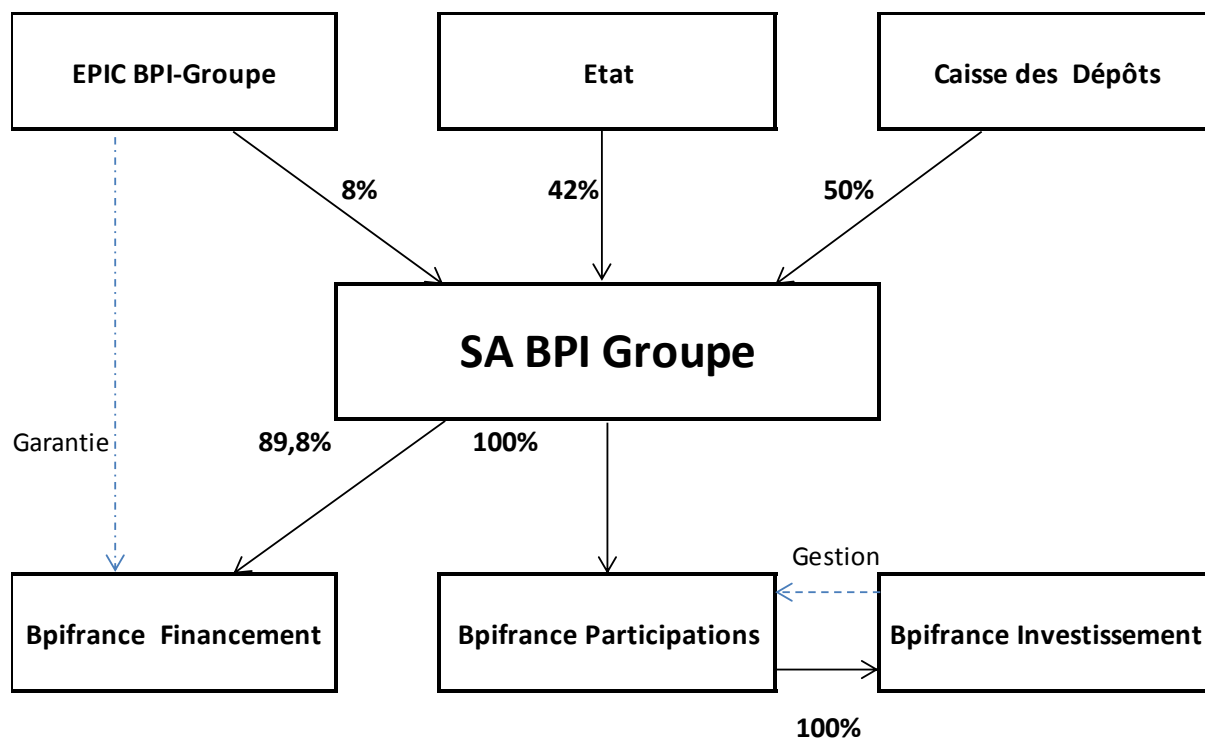 EPIC BPI-Groupe
Etat
Caisse des Dépôts
8%
42%
50%
SA BPI Groupe
Garantie
89,8%
100%
Gestion
Bpifrance Financement
Bpifrance Participations
Bpifrance Investissement
100%